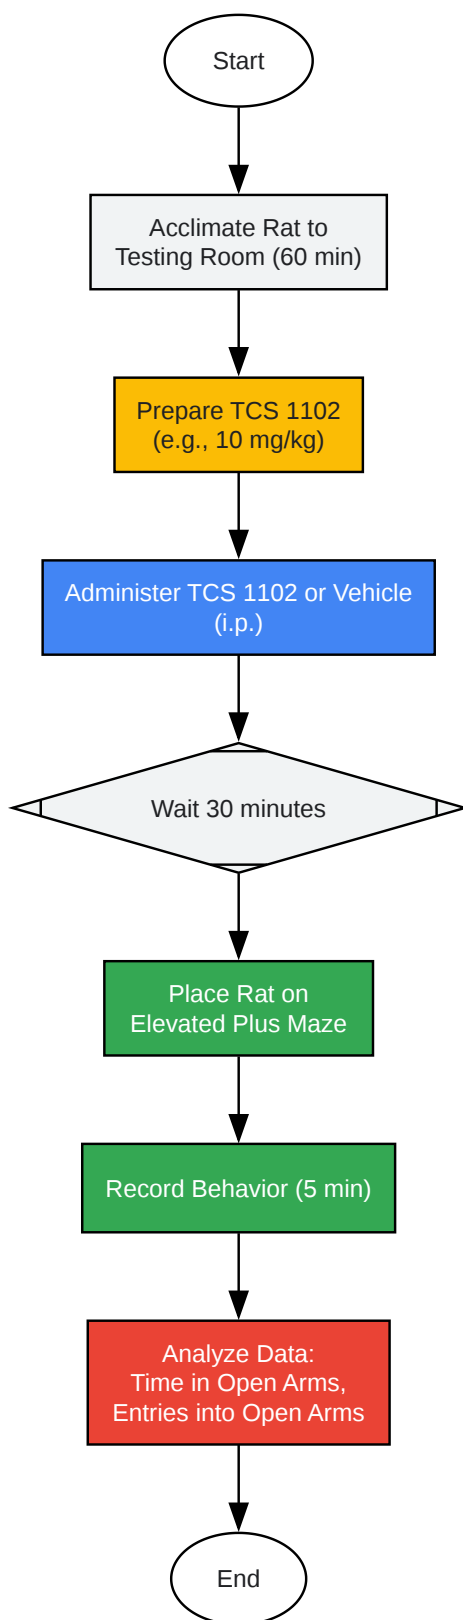 Start
Acclimate Rat to
Testing Room (60 min)
Prepare TCS 1102
(e.g., 10 mg/kg)
Administer TCS 1102 or Vehicle
(i.p.)
Wait 30 minutes
Place Rat on
Elevated Plus Maze
Record Behavior (5 min)
Analyze Data:
Time in Open Arms,
Entries into Open Arms
End